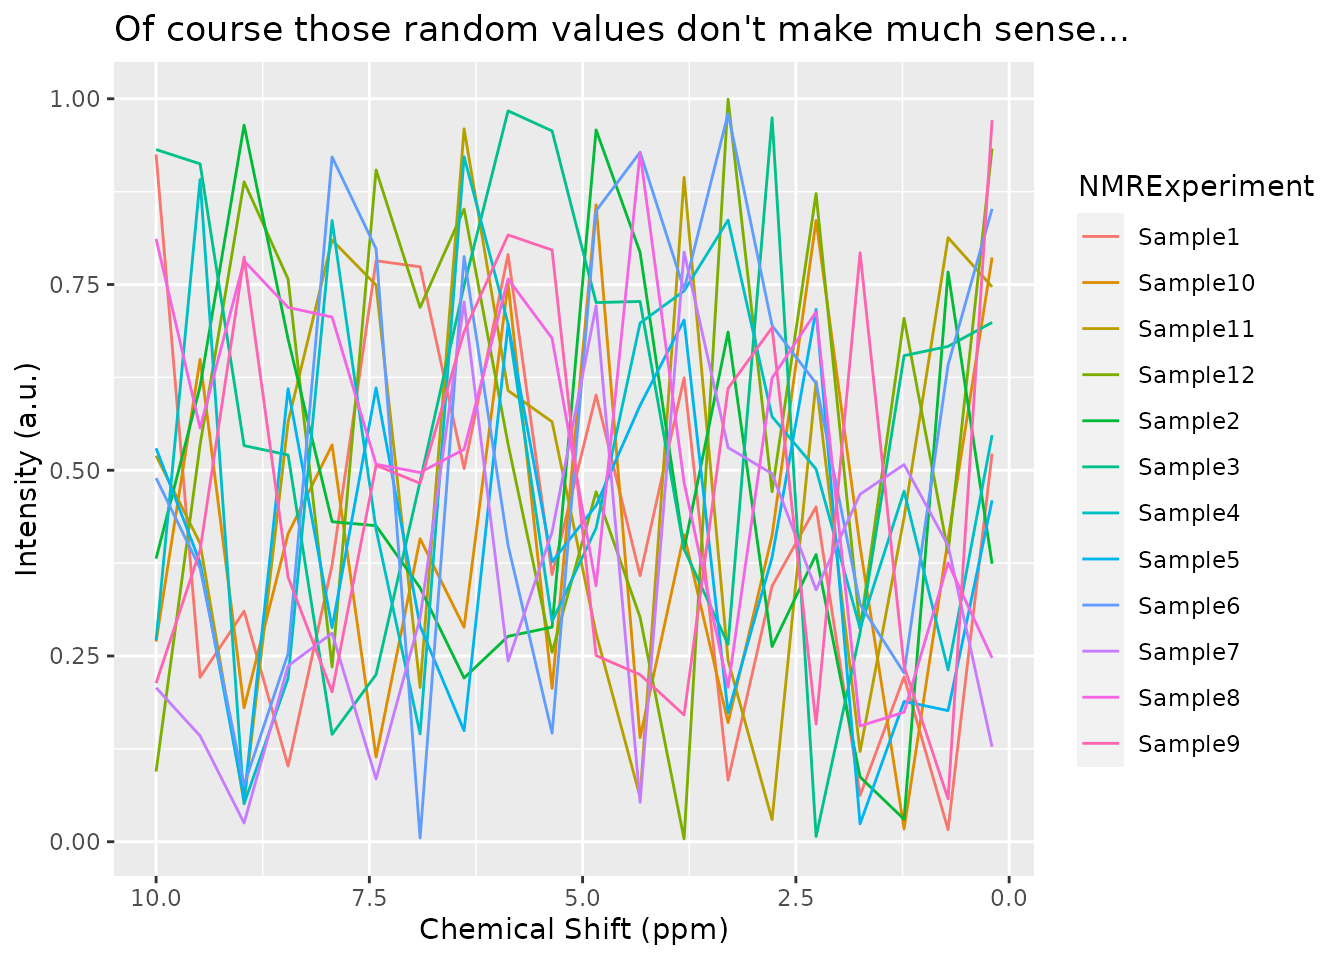 Of course those random values don't make much sense...
1.00
0.75
0.50
0.25
0.00
Intensity (a.u.)
10.0 7.5 5.0 2.5 0.0
Chemical Shift (ppm)
NMRExperiment
Sample1
Sample10
Sample11
Sample12
Sample2
Sample3
Sample4
Sample5
Sample6
Sample7
Sample8
Sample9